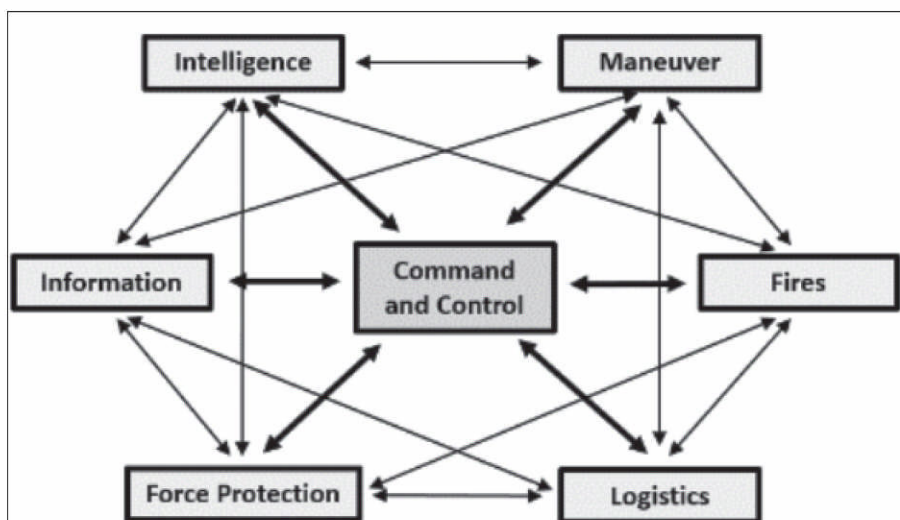 Intelligence
Maneuver
Information
Command
and Control
Fires
Force Protection
Logistics